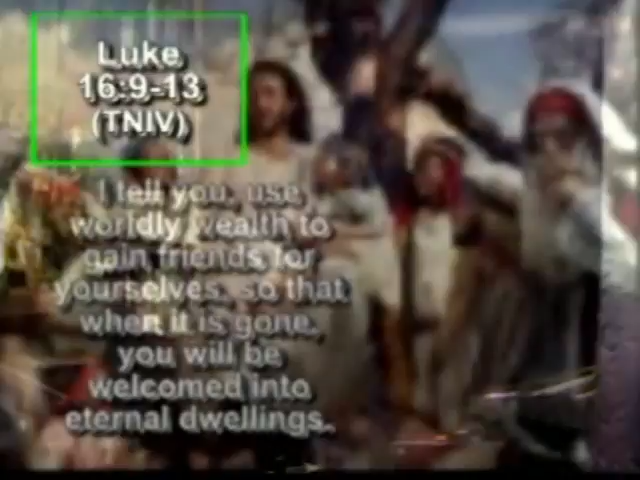 Luke
16:9-13
(TNIV)
I tell you, use
worldly wealth to
gain friends for
yourselves, so that
when it is gone,
you will be
welcomed into
eternal dwellings.